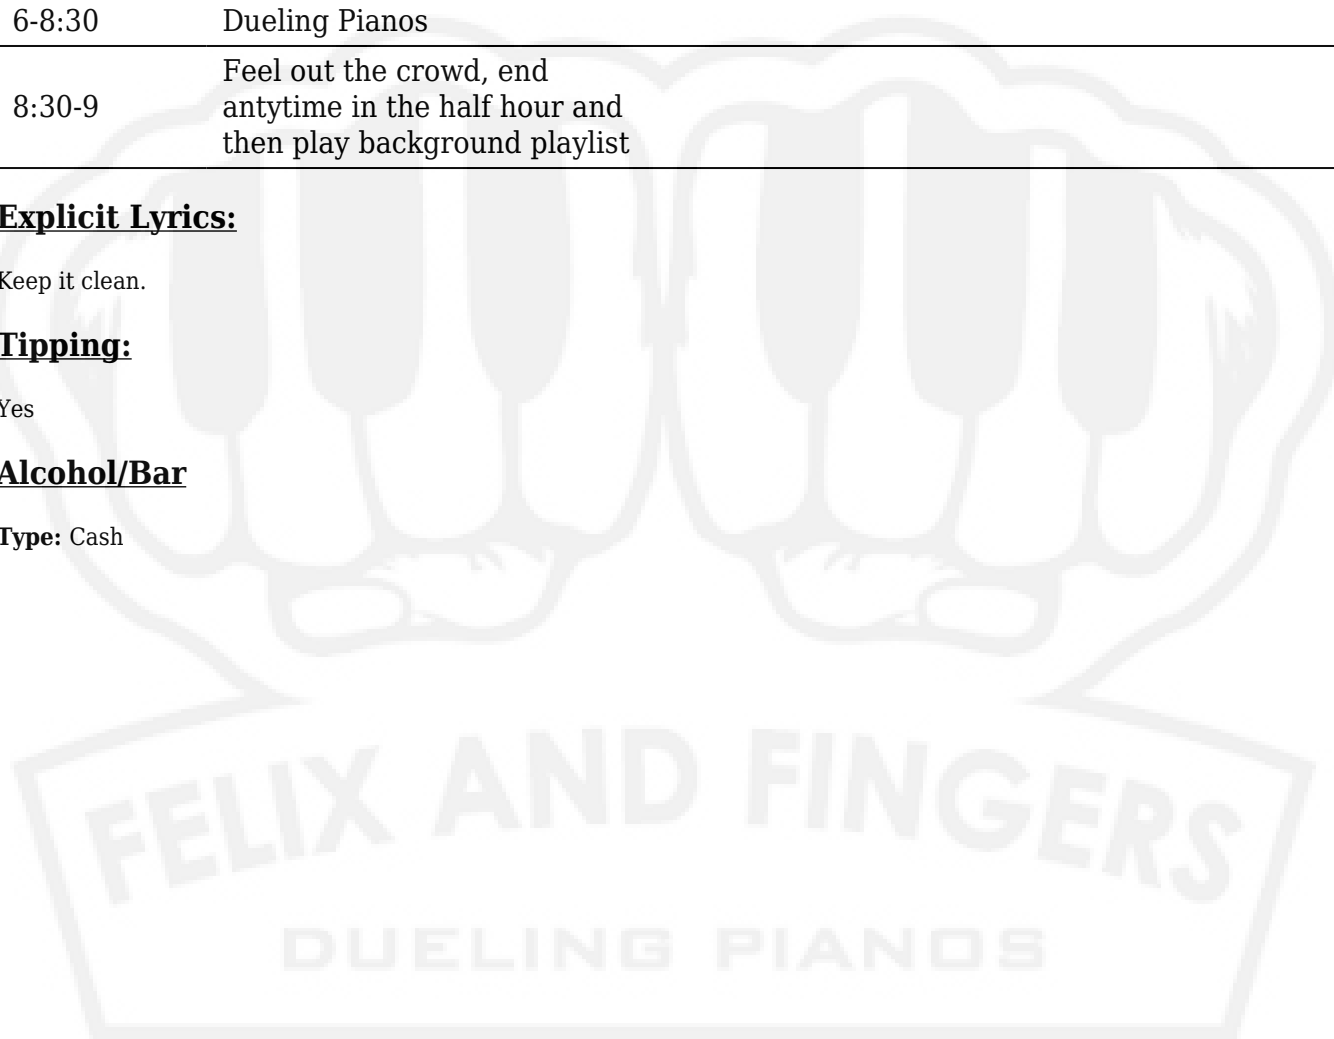 6-8:30 Dueling Pianos
Feel out the crowd, end
8:30-9 antytime in the half hour and
then play background playlist
Explicit Lyrics:
Keep it clean.
Tipping:
Yes
Alcohol/Bar
Type: Cash
FELIX AND FINGERS
DUELING PIANOS